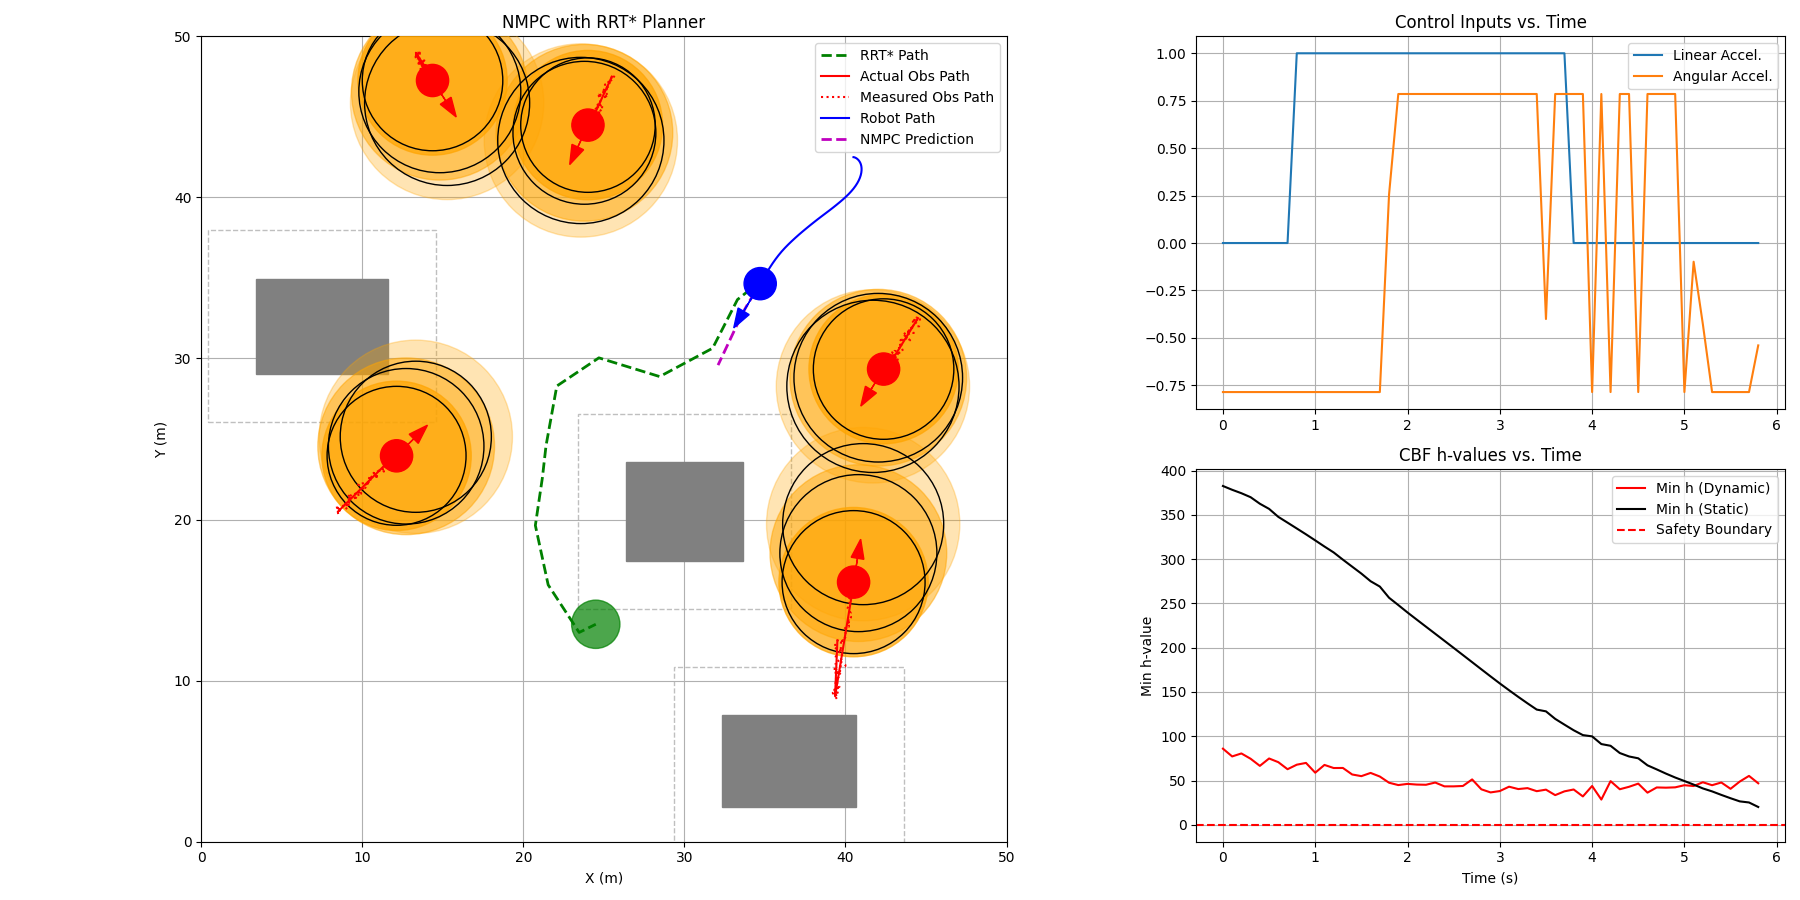 NMPC with RRT* Planner
50
40
30
20
10
0
Y (m)
0 10 20 30 40 50
X (m)
RRT* Path
Actual Obs Path
Measured Obs Path
Robot Path
NMPC Prediction
Control Inputs vs. Time
1.00
0.75
0.50
0.25
0.00
−0.25
−0.50
−0.75
0 1 2 3 4 5 6
Linear Accel.
Angular Accel.
CBF h-values vs. Time
400
350
300
250
200
150
100
50
0
Min h-value
0 1 2 3 4 5 6
Time (s)
Min h (Dynamic)
Min h (Static)
Safety Boundary